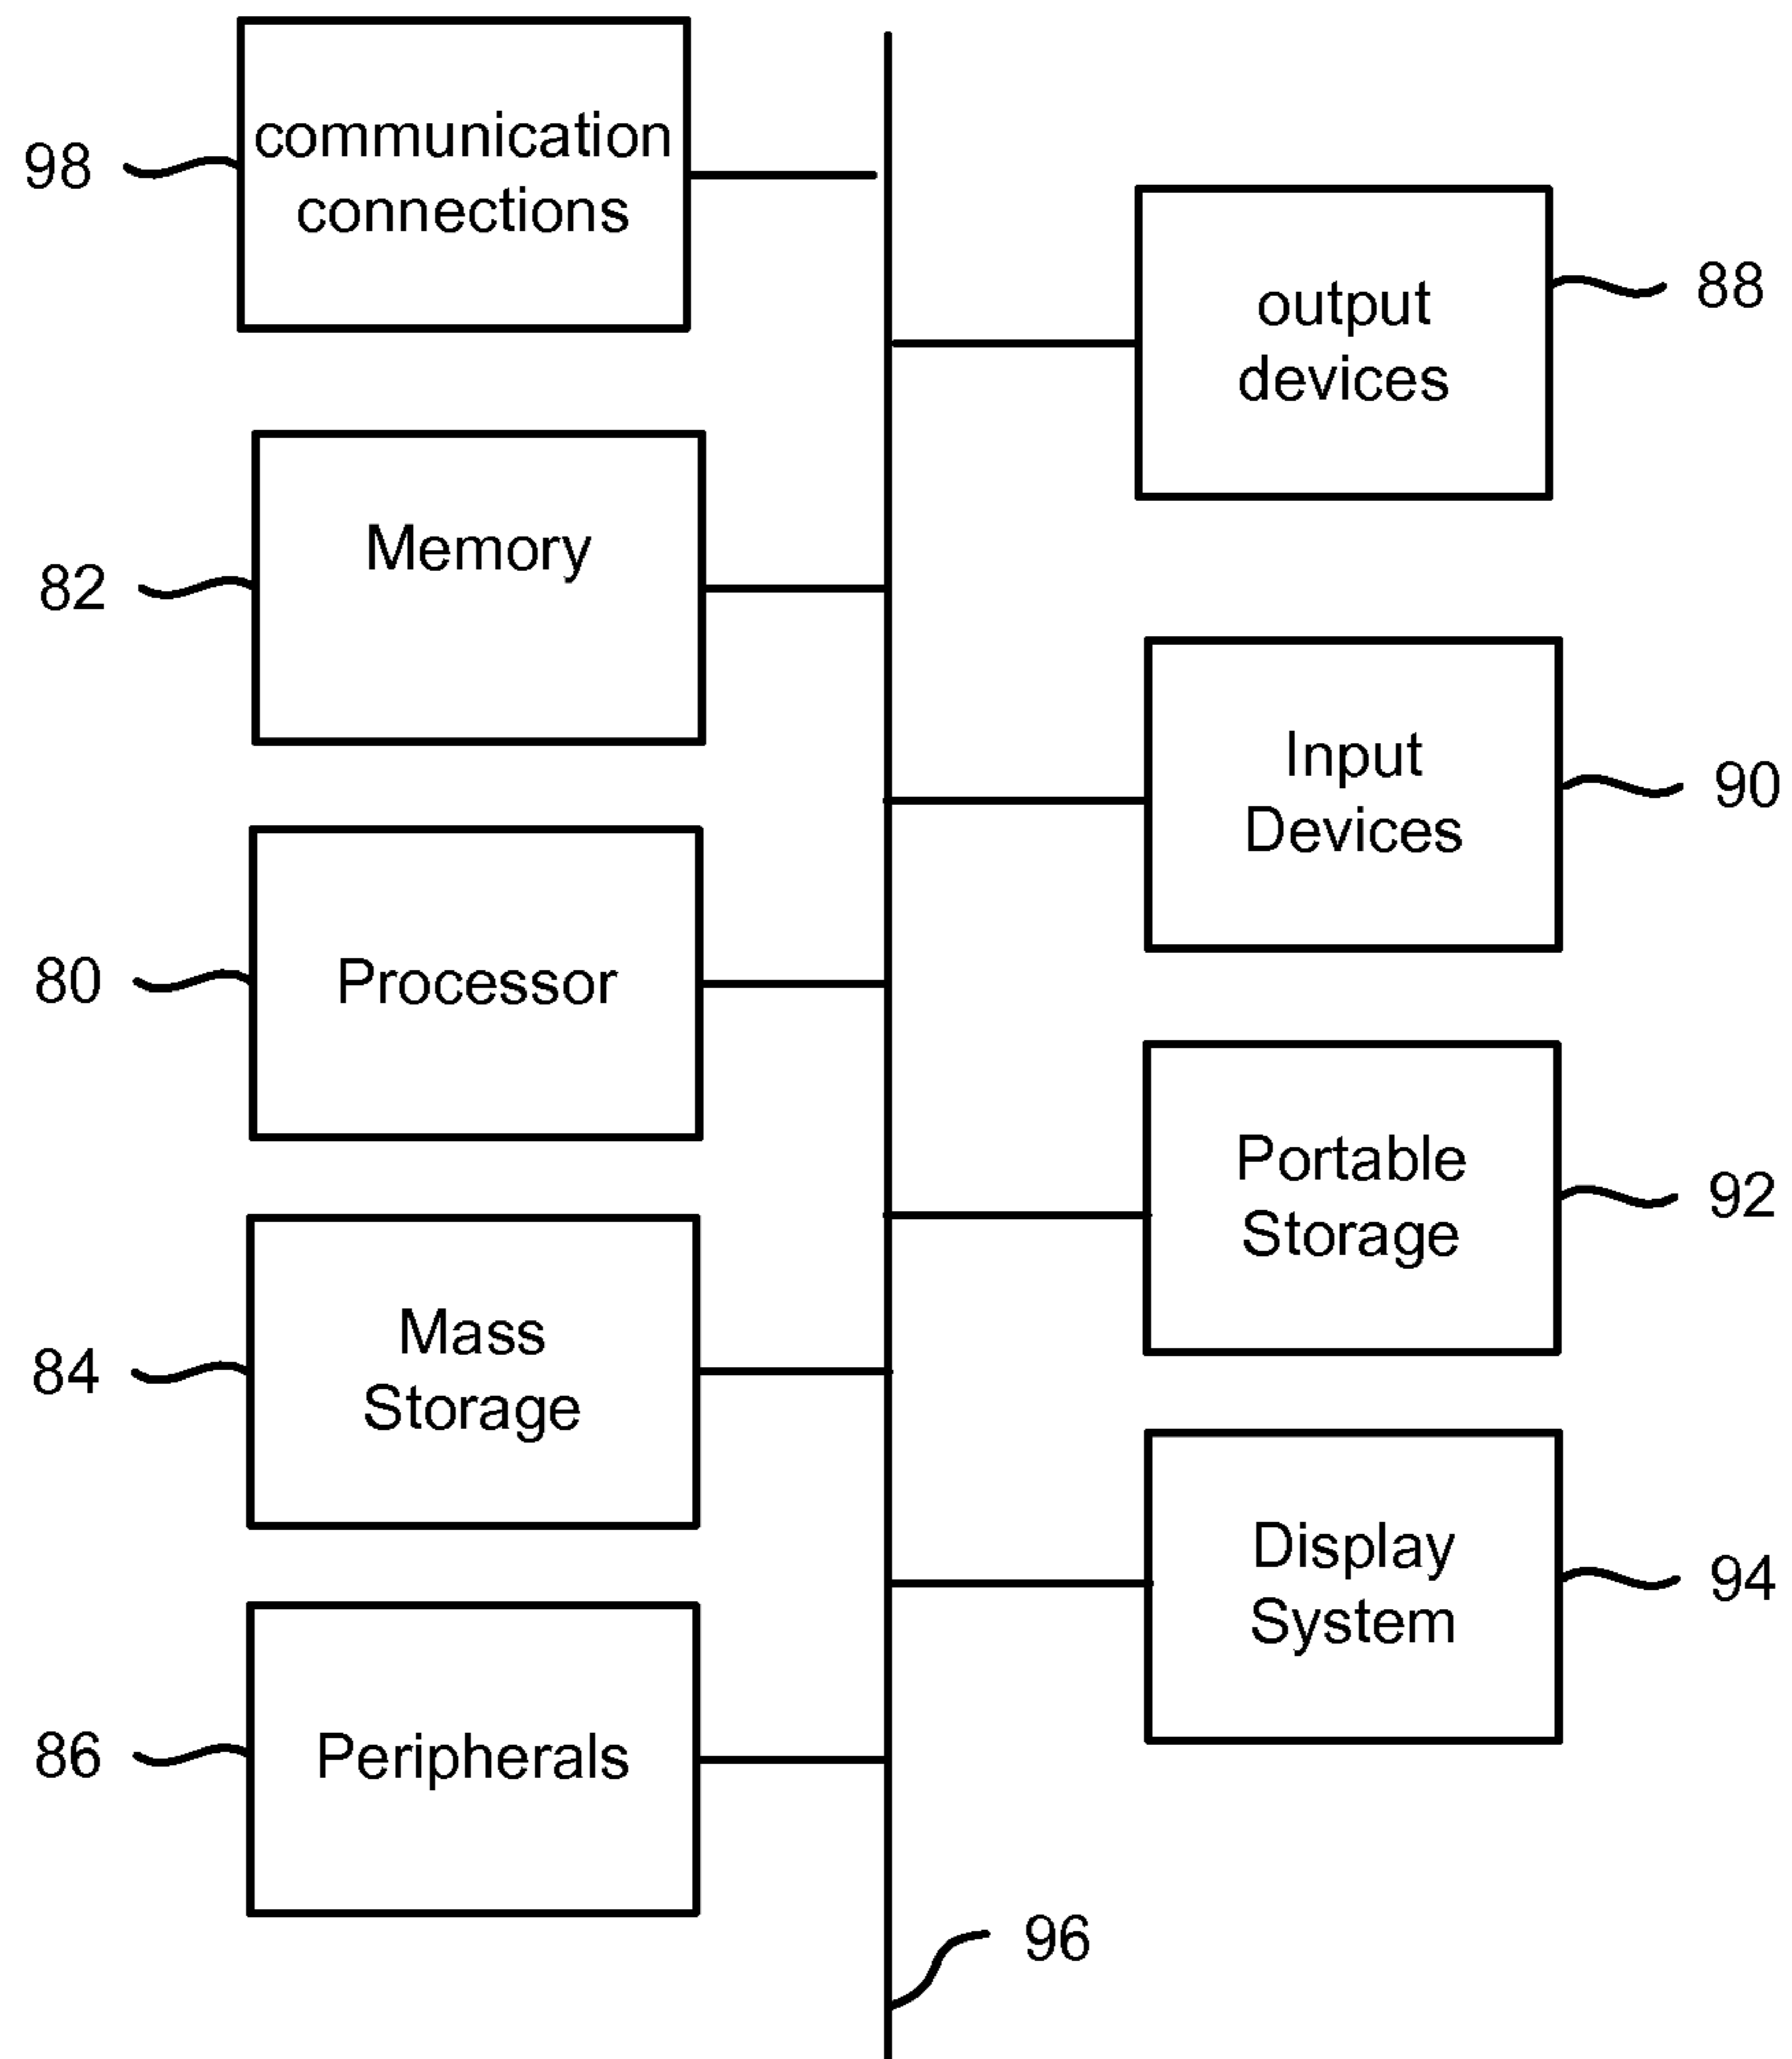 98
communication
connections
output
devices
88
82
Memory
Input
Devices
90
80
Processor
Portable
Storage
92
84
Mass
Storage
Display
System
94
86
Peripherals
96